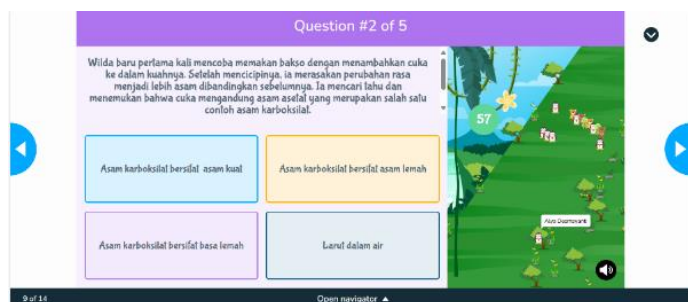 Question #2 of 5
Wilda baru pertama kali mencoba memakan bakso dengan menambahkan cuka
ke dalam kuahnya. Setelah mencicipinya, ia merasakan perubahan rasa
menjadi lebih asam dibandingkan sebelumnya. Ia mencari tahu dan
menemukan bahwa cuka mengandung asam asetat yang merupakan salah satu
contoh asam karboksilat.
57
Asam karboksilat bersifat asam kuat
Asam karboksilat bersifat asam lemah
Asam karboksilat bersifat basa lemah
Larut dalam air
9 of 14
Open navigator